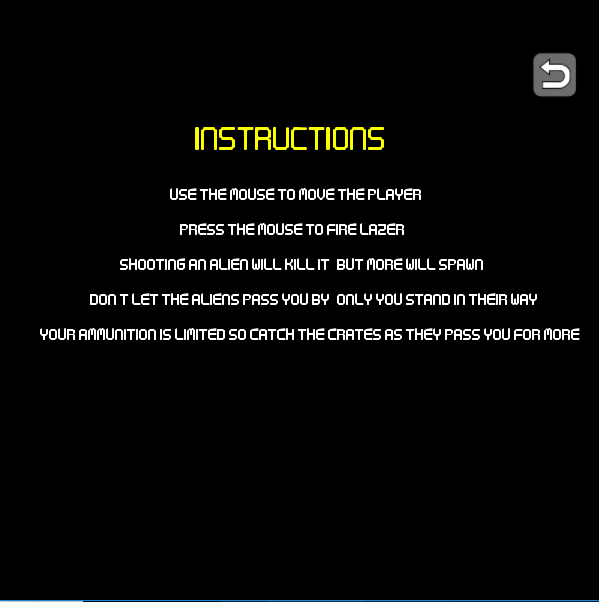 INSTRUCTIONS
USE THE MOUSE TO MOVE THE PLAYER
PRESS THE MOUSE TO FIRE LAZER
SHOOTING AN ALIEN WILL KILL IT  BUT MORE WILL SPAWN
DON T LET THE ALIENS PASS YOU BY  ONLY YOU STAND IN THEIR WAY
YOUR AMMUNITION IS LIMITED SO CATCH THE CRATES AS THEY PASS YOU FOR MORE